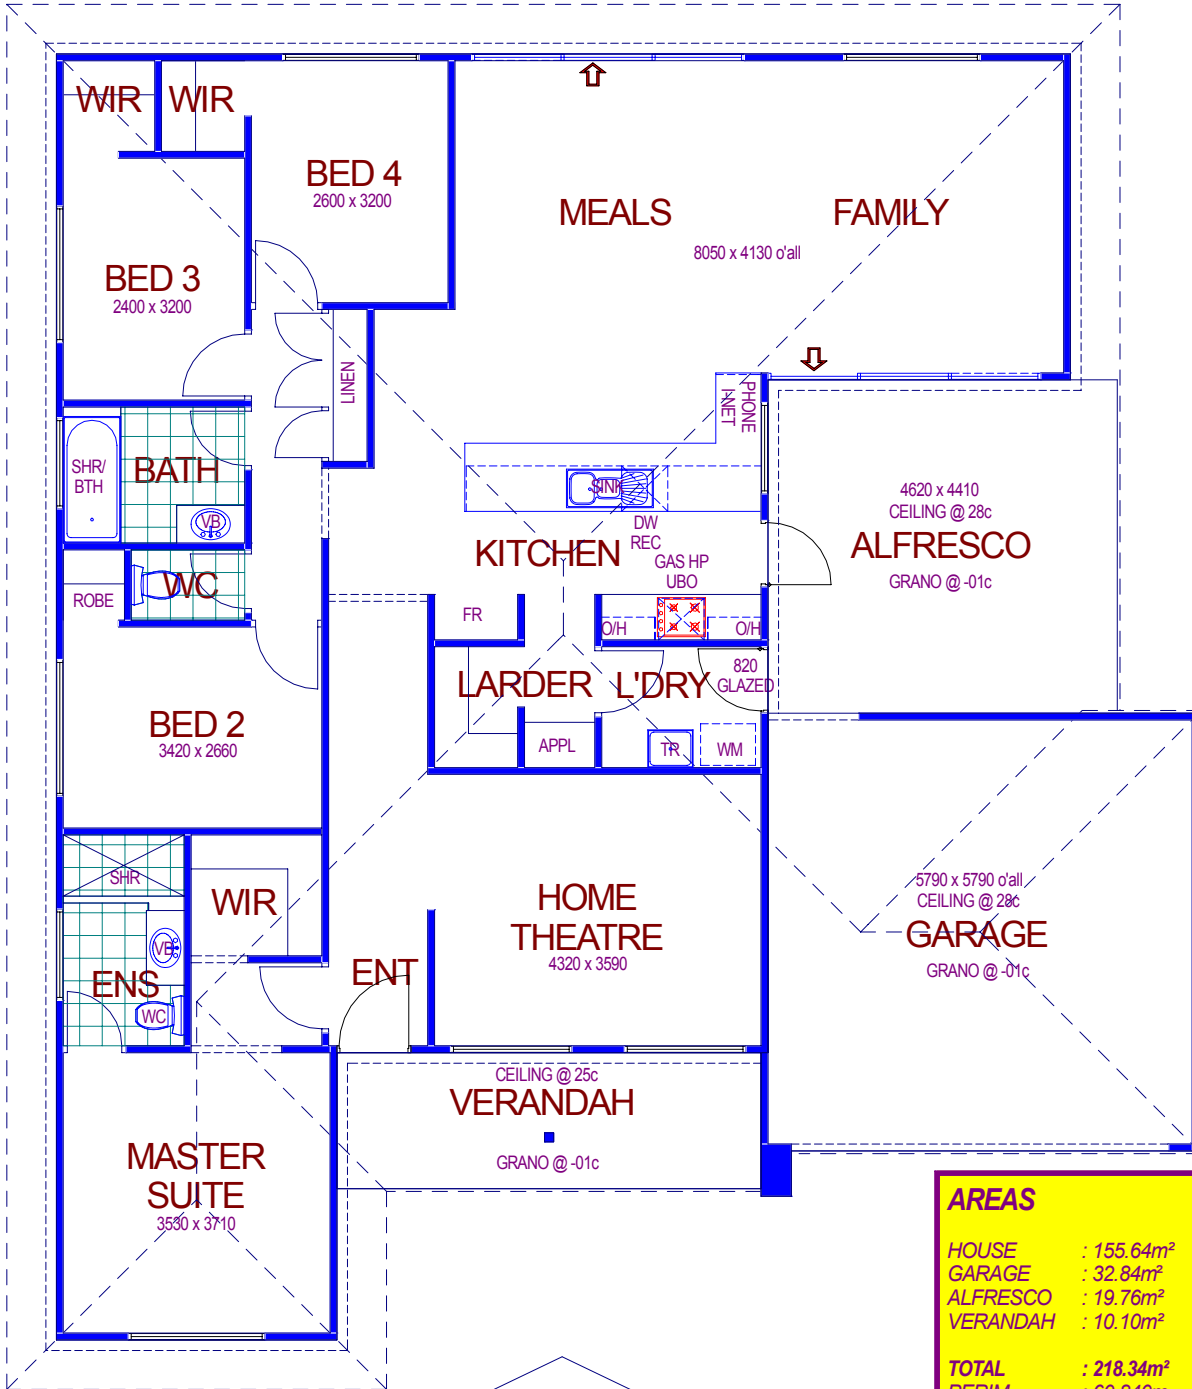 WIR
WIR
BED 4
2600 x 3200
MEALS
FAMILY
8050 x 4130 o'all
BED 3
2400 x 3200
LINEN
PHONE
I-NET
SHR/
BTH
BATH
VB
SINK
DW
REC
KITCHEN
GAS HP
UBO
4620 x 4410
CEILING @ 28c
ALFRESCO
GRANO @ -01c
ROBE
WC
FR
O/H
O/H
LARDER
L'DRY
820
GLAZED
BED 2
3420 x 2660
APPL
TR
WM
SHR
WIR
HOME
THEATRE
4320 x 3590
5790 x 5790 o'all
CEILING @ 28c
GARAGE
GRANO @ -01c
VB
ENS
WC
ENT
CEILING @ 25c
VERANDAH
GRANO @ -01c
MASTER
SUITE
3530 x 3710
AREAS
HOUSE : 155.64m²
GARAGE : 32.84m²
ALFRESCO : 19.76m²
VERANDAH : 10.10m²
TOTAL : 218.34m²